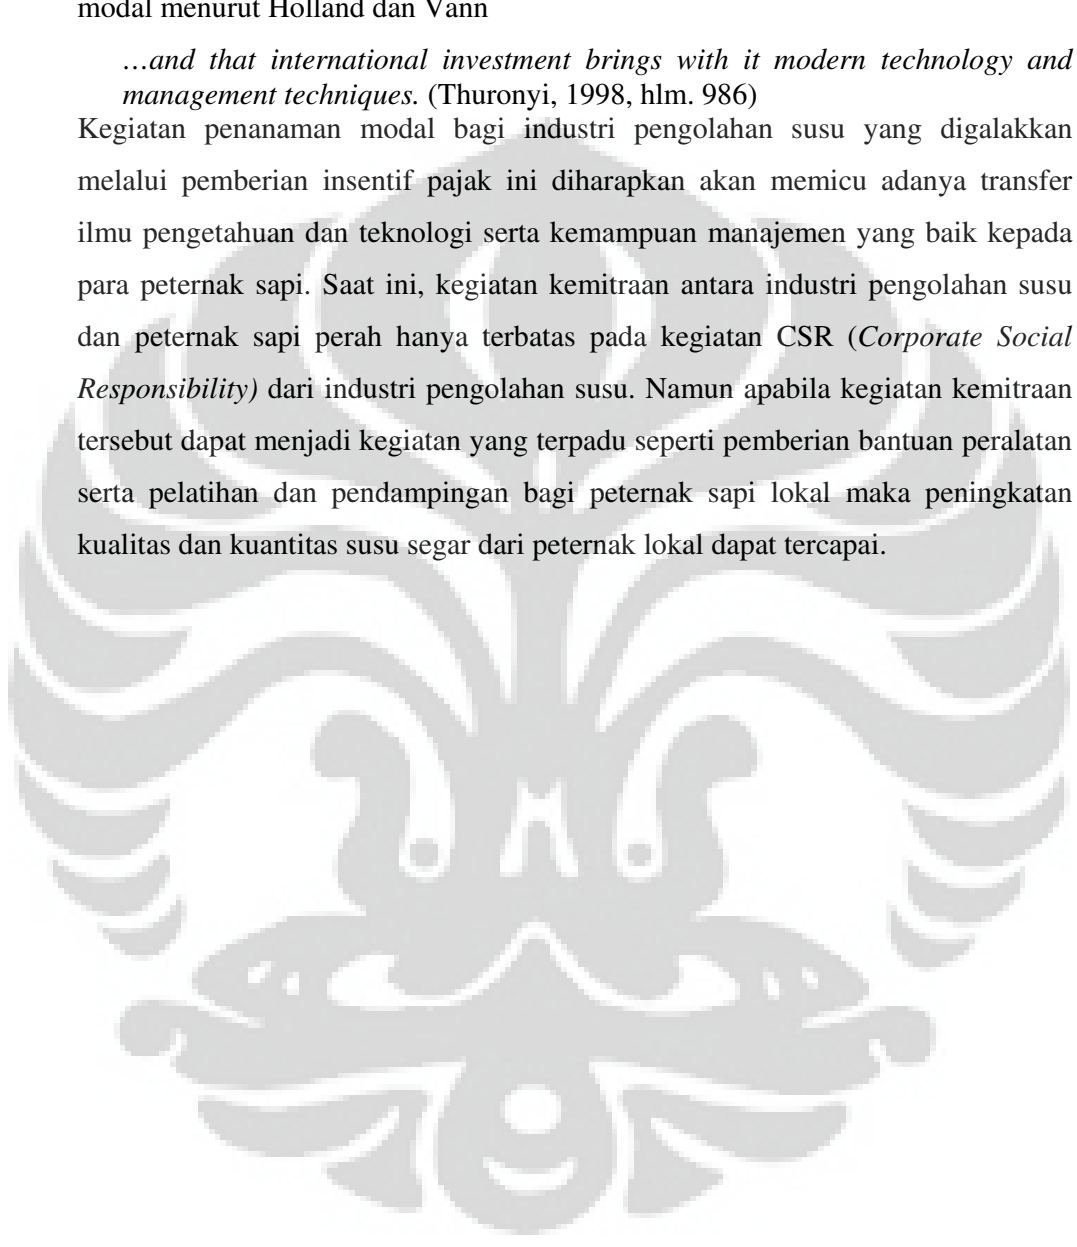 modal menurut Holland dan Vann
…and that international investment brings with it modern technology and
management techniques. (Thuronyi, 1998, hlm. 986)
Kegiatan penanaman modal bagi industri pengolahan susu yang digalakkan
melalui pemberian insentif pajak ini diharapkan akan memicu adanya transfer
ilmu pengetahuan dan teknologi serta kemampuan manajemen yang baik kepada
para peternak sapi. Saat ini, kegiatan kemitraan antara industri pengolahan susu
dan peternak sapi perah hanya terbatas pada kegiatan CSR (Corporate Social
Responsibility) dari industri pengolahan susu. Namun apabila kegiatan kemitraan
tersebut dapat menjadi kegiatan yang terpadu seperti pemberian bantuan peralatan
serta pelatihan dan pendampingan bagi peternak sapi lokal maka peningkatan
kualitas dan kuantitas susu segar dari peternak lokal dapat tercapai.